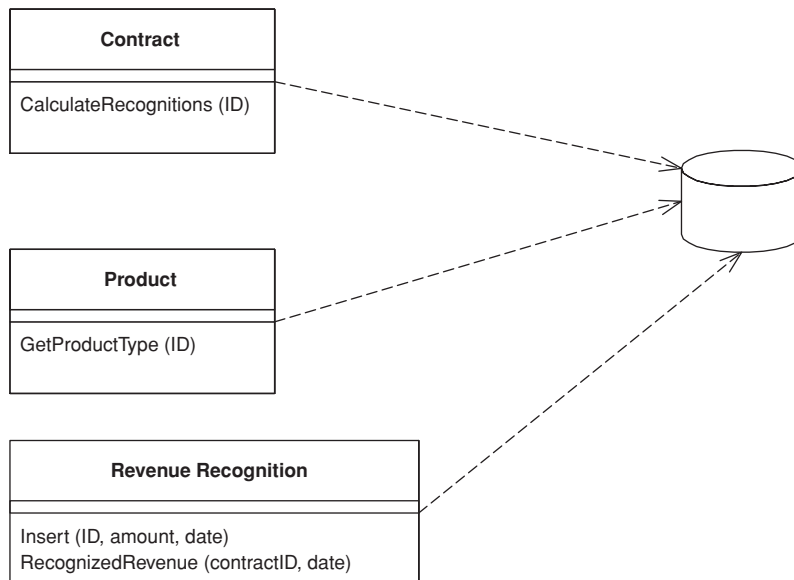 Contract
CalculateRecognitions (ID)
Product
GetProductType (ID)
Revenue Recognition
Insert (ID, amount, date)
RecognizedRevenue (contractID, date)